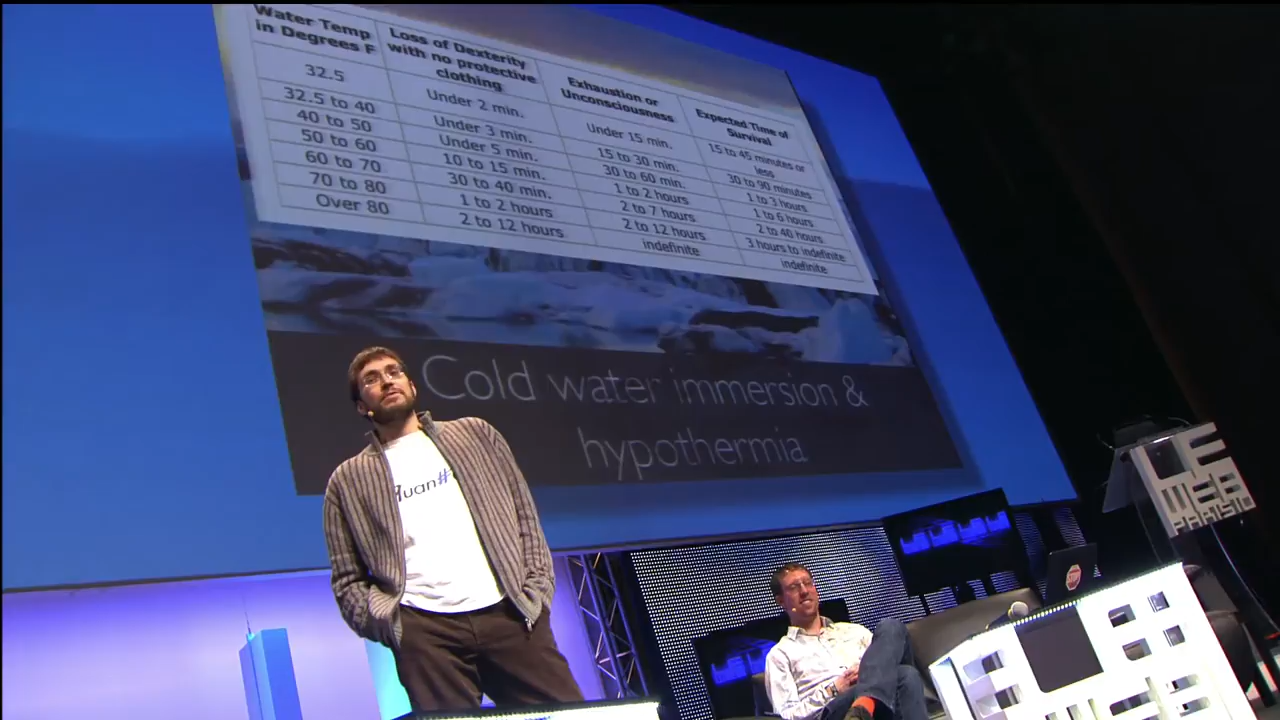 Water Temp
in Degrees F
Loss of Dexterity
with no protective
clothing
Exhaustion or
Unconsciousness
Expected Time of
Survival
32.5 Under 2 min. Under 15 min. 15 to 45 minutes or
less
32.5 to 40 Under 3 min. 15 to 30 min. 30 to 90 minutes
40 to 50 Under 5 min. 30 to 60 min. 1 to 3 hours
50 to 60 10 to 15 min. 1 to 2 hours 1 to 6 hours
60 to 70 30 to 40 min. 2 to 7 hours 2 to 40 hours
70 to 80 1 to 2 hours 2 to 12 hours 3 hours to indefinite
Over 80 2 to 12 hours indefinite indefinite
Cold water immersion &
hypothermia
LE
WEB
PARIS